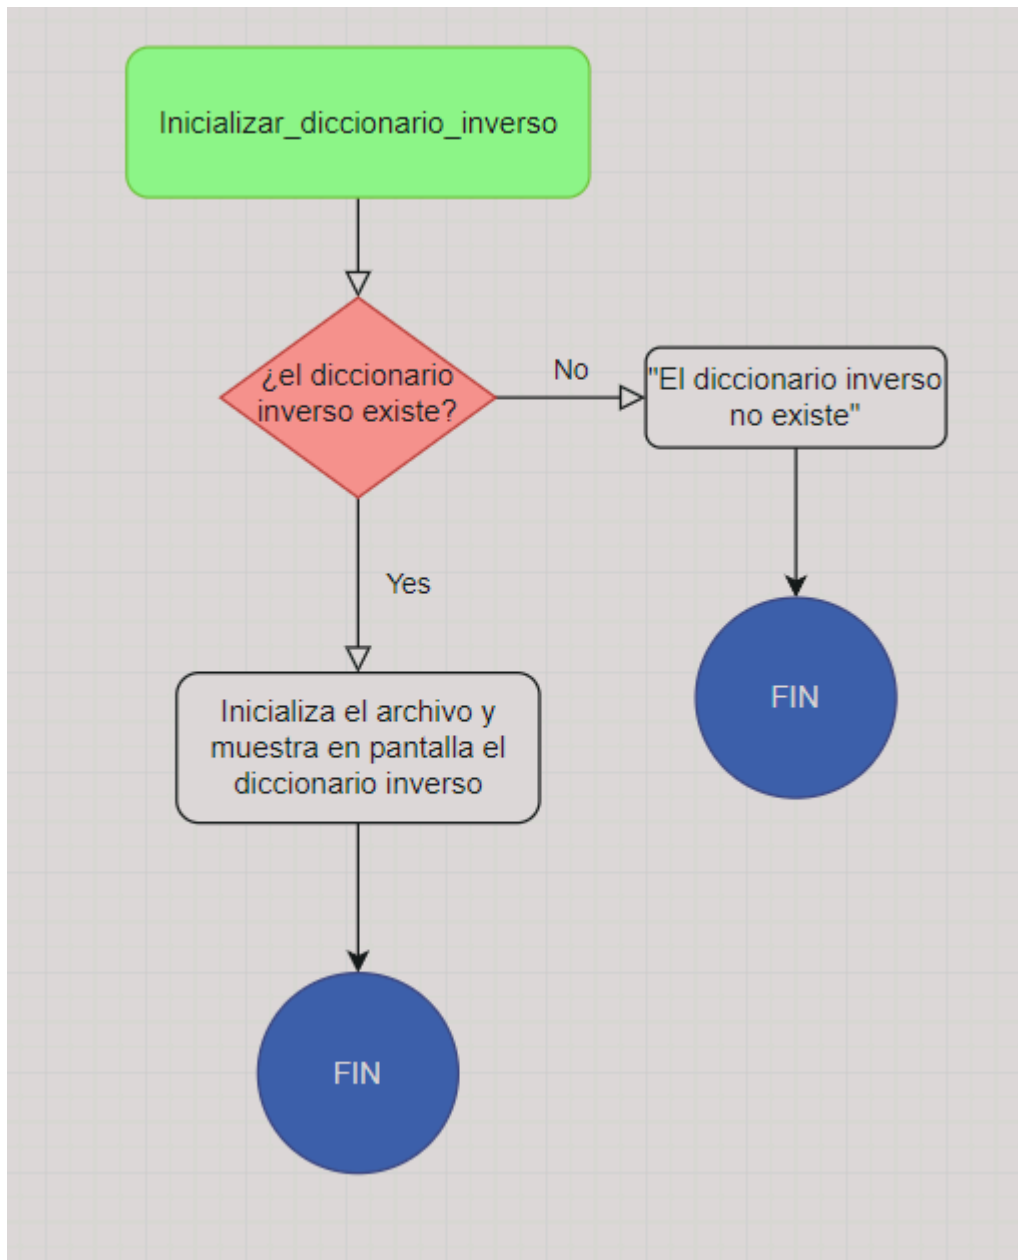 Inicializar_diccionario_inverso
¿el diccionario
inverso existe?
No
"El diccionario inverso
no existe"
Yes
FIN
Inicializa el archivo y
muestra en pantalla el
diccionario inverso
FIN